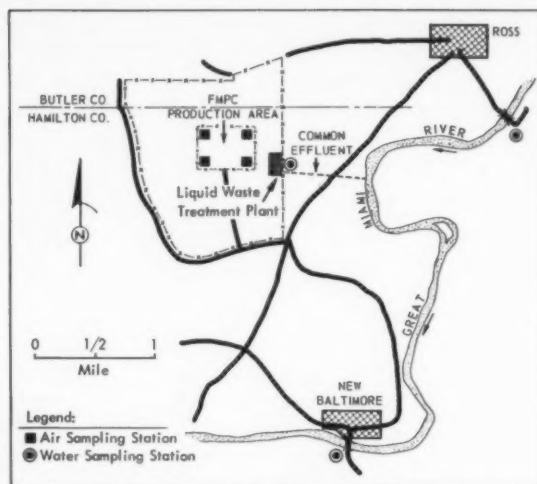 ROSS
BUTLER CO.
HAMILTON CO.
FMPC
PRODUCTION AREA
COMMON
EFFLUENT
RIVER
MIAMI
GREAT
Liquid Waste
Treatment Plant
N
0 1/2 1
Mile
NEW
BALTIMORE
Legend:
Air Sampling Station
Water Sampling Station